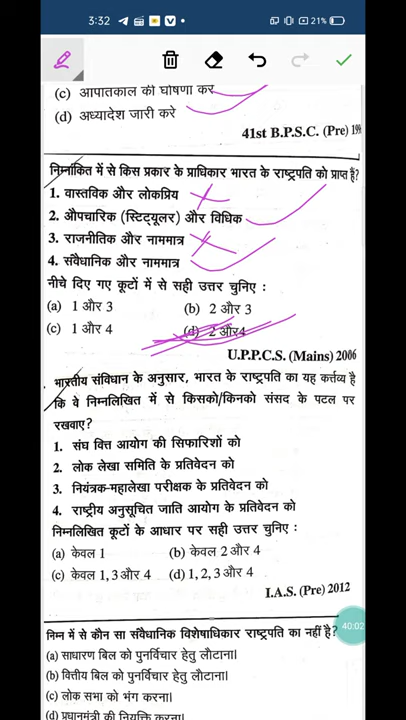 3:32
21%
(c) आपातकाल की घोषणा करें
(d) अध्यादेश जारी करे
41st B.P.S.C. (Pre)
निम्नांकित में से किस प्रकार के प्राधिकार भारत के राष्ट्रपति को प्राप्त हैं?
1. वास्तविक और लोकप्रिय
2. औपचारिक (स्टिट्यूलर) और विधिक
3. राजनीतिक और नाममात्र
4. संवैधानिक और नाममात्र
नीचे दिए गए कूटों में से सही उत्तर चुनिए :
(a) 1 और 3 (b) 2 और 3
(c) 1 और 4 (d) 2 और 4
U.P.P.C.S. (Mains) 2006
भारतीय संविधान के अनुसार, भारत के राष्ट्रपति का यह कर्त्तव्य है
कि वे निम्नलिखित में से किसको/किनको संसद के पटल पर
रखवाए?
1. संघ वित्त आयोग की सिफारिशों को
2. लोक लेखा समिति के प्रतिवेदन को
3. नियंत्रक-महालेखा परीक्षक के प्रतिवेदन को
4. राष्ट्रीय अनुसूचित जाति आयोग के प्रतिवेदन को
निम्नलिखित कूटों के आधार पर सही उत्तर चुनिए :
(a) केवल 1 (b) केवल 2 और 4
(c) केवल 1, 3 और 4 (d) 1, 2, 3 और 4
I.A.S. (Pre) 2012
40:02
निम्न में से कौन सा संवैधानिक विशेषाधिकार राष्ट्रपति का नहीं है?
(a) साधारण बिल को पुनर्विचार हेतु लौटाना।
(b) वित्तीय बिल को पुनर्विचार हेतु लौटाना।
(c) लोक सभा को भंग करना।
(d) प्रधानमंत्री की नियुक्ति करना।